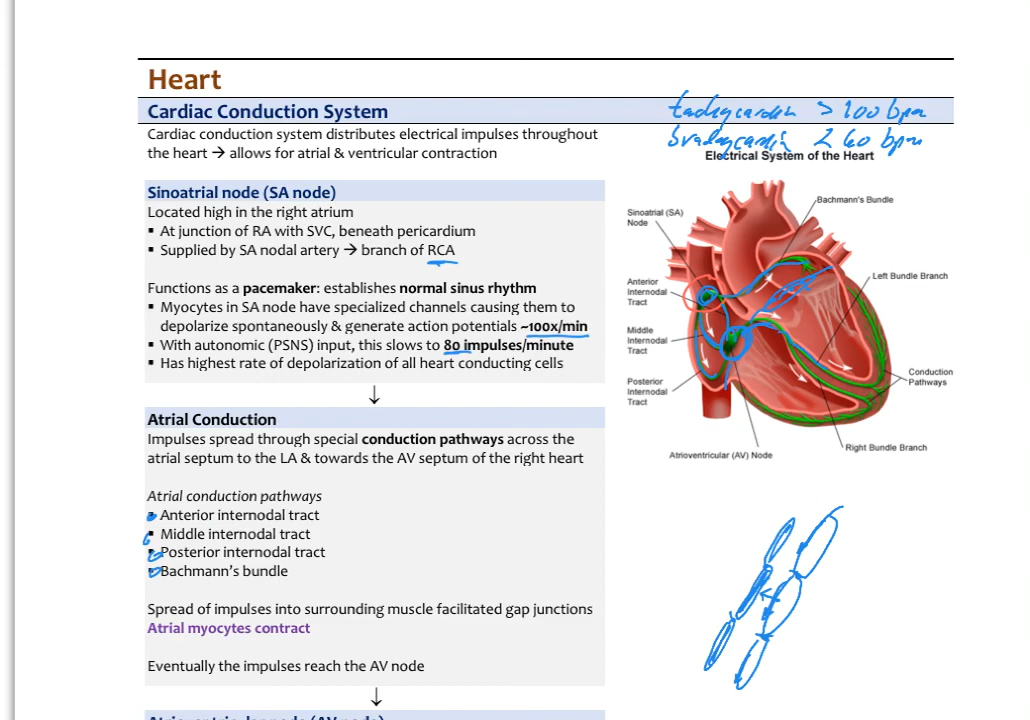 Heart
Cardiac Conduction System
tachycardia > 100 bpm
Cardiac conduction system distributes electrical impulses throughout
the heart → allows for atrial & ventricular contraction
bradycardia < 60 bpm
Electrical System of the Heart
Sinoatrial node (SA node)
Located high in the right atrium
▪ At junction of RA with SVC, beneath pericardium
▪ Supplied by SA nodal artery → branch of RCA
Functions as a pacemaker: establishes normal sinus rhythm
▪ Myocytes in SA node have specialized channels causing them to
depolarize spontaneously & generate action potentials ~100x/min
▪ With autonomic (PSNS) input, this slows to 80 impulses/minute
▪ Has highest rate of depolarization of all heart conducting cells
↓
Atrial Conduction
Impulses spread through special conduction pathways across the
atrial septum to the LA & towards the AV septum of the right heart
Atrial conduction pathways
▪ Anterior internodal tract
▪ Middle internodal tract
▪ Posterior internodal tract
▪ Bachmann's bundle
Spread of impulses into surrounding muscle facilitated gap junctions
Atrial myocytes contract
Eventually the impulses reach the AV node
↓
Atrioventricular node (AV node)
Bachmann's Bundle
Sinoatrial (SA)
Node
Left Bundle Branch
Anterior
Internodal
Tract
Middle
Internodal
Tract
Conduction
Pathways
Posterior
Internodal
Tract
Right Bundle Branch
Atrioventricular (AV) Node